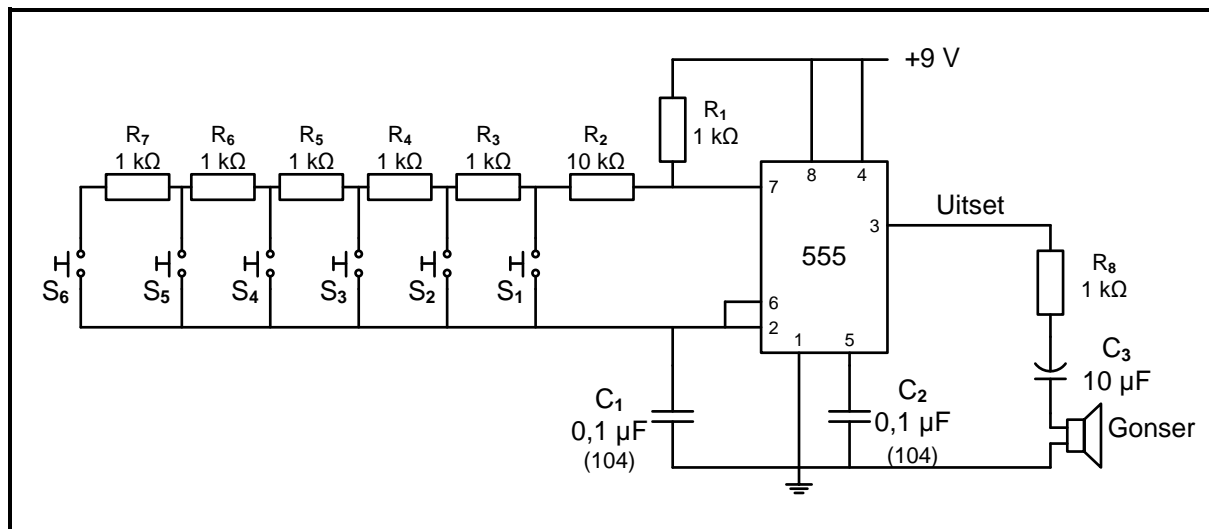 +9 V
R1
1 kΩ
R7
1 kΩ
R6
1 kΩ
R5
1 kΩ
R4
1 kΩ
R3
1 kΩ
R2
10 kΩ
7
8
4
3
Uitset
555
R8
1 kΩ
S6
S5
S4
S3
S2
S1
6
2
1
5
C1
0,1 µF
(104)
C2
0,1 µF
(104)
C3
10 µF
Gonser